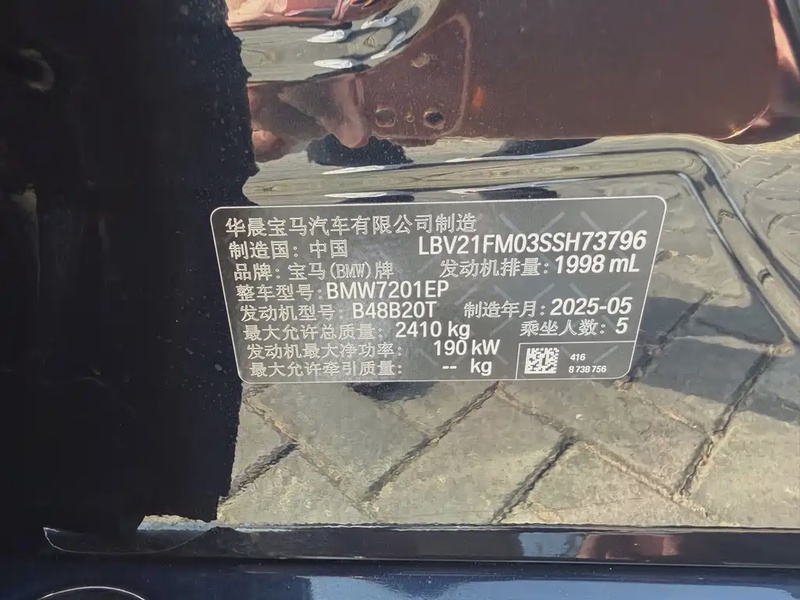 华晨宝马汽车有限公司制造
制造国：中国 LBV21FM03SSH73796
品牌：宝马(BMW)牌 发动机排量：1998 mL
整车型号：BMW7201EP
发动机型号：B48B20T 制造年月：2025-05
最大允许总质量：2410 kg 乘坐人数：5
发动机最大净功率：190 kW
最大允许牵引质量：-- kg
416
8 738 756